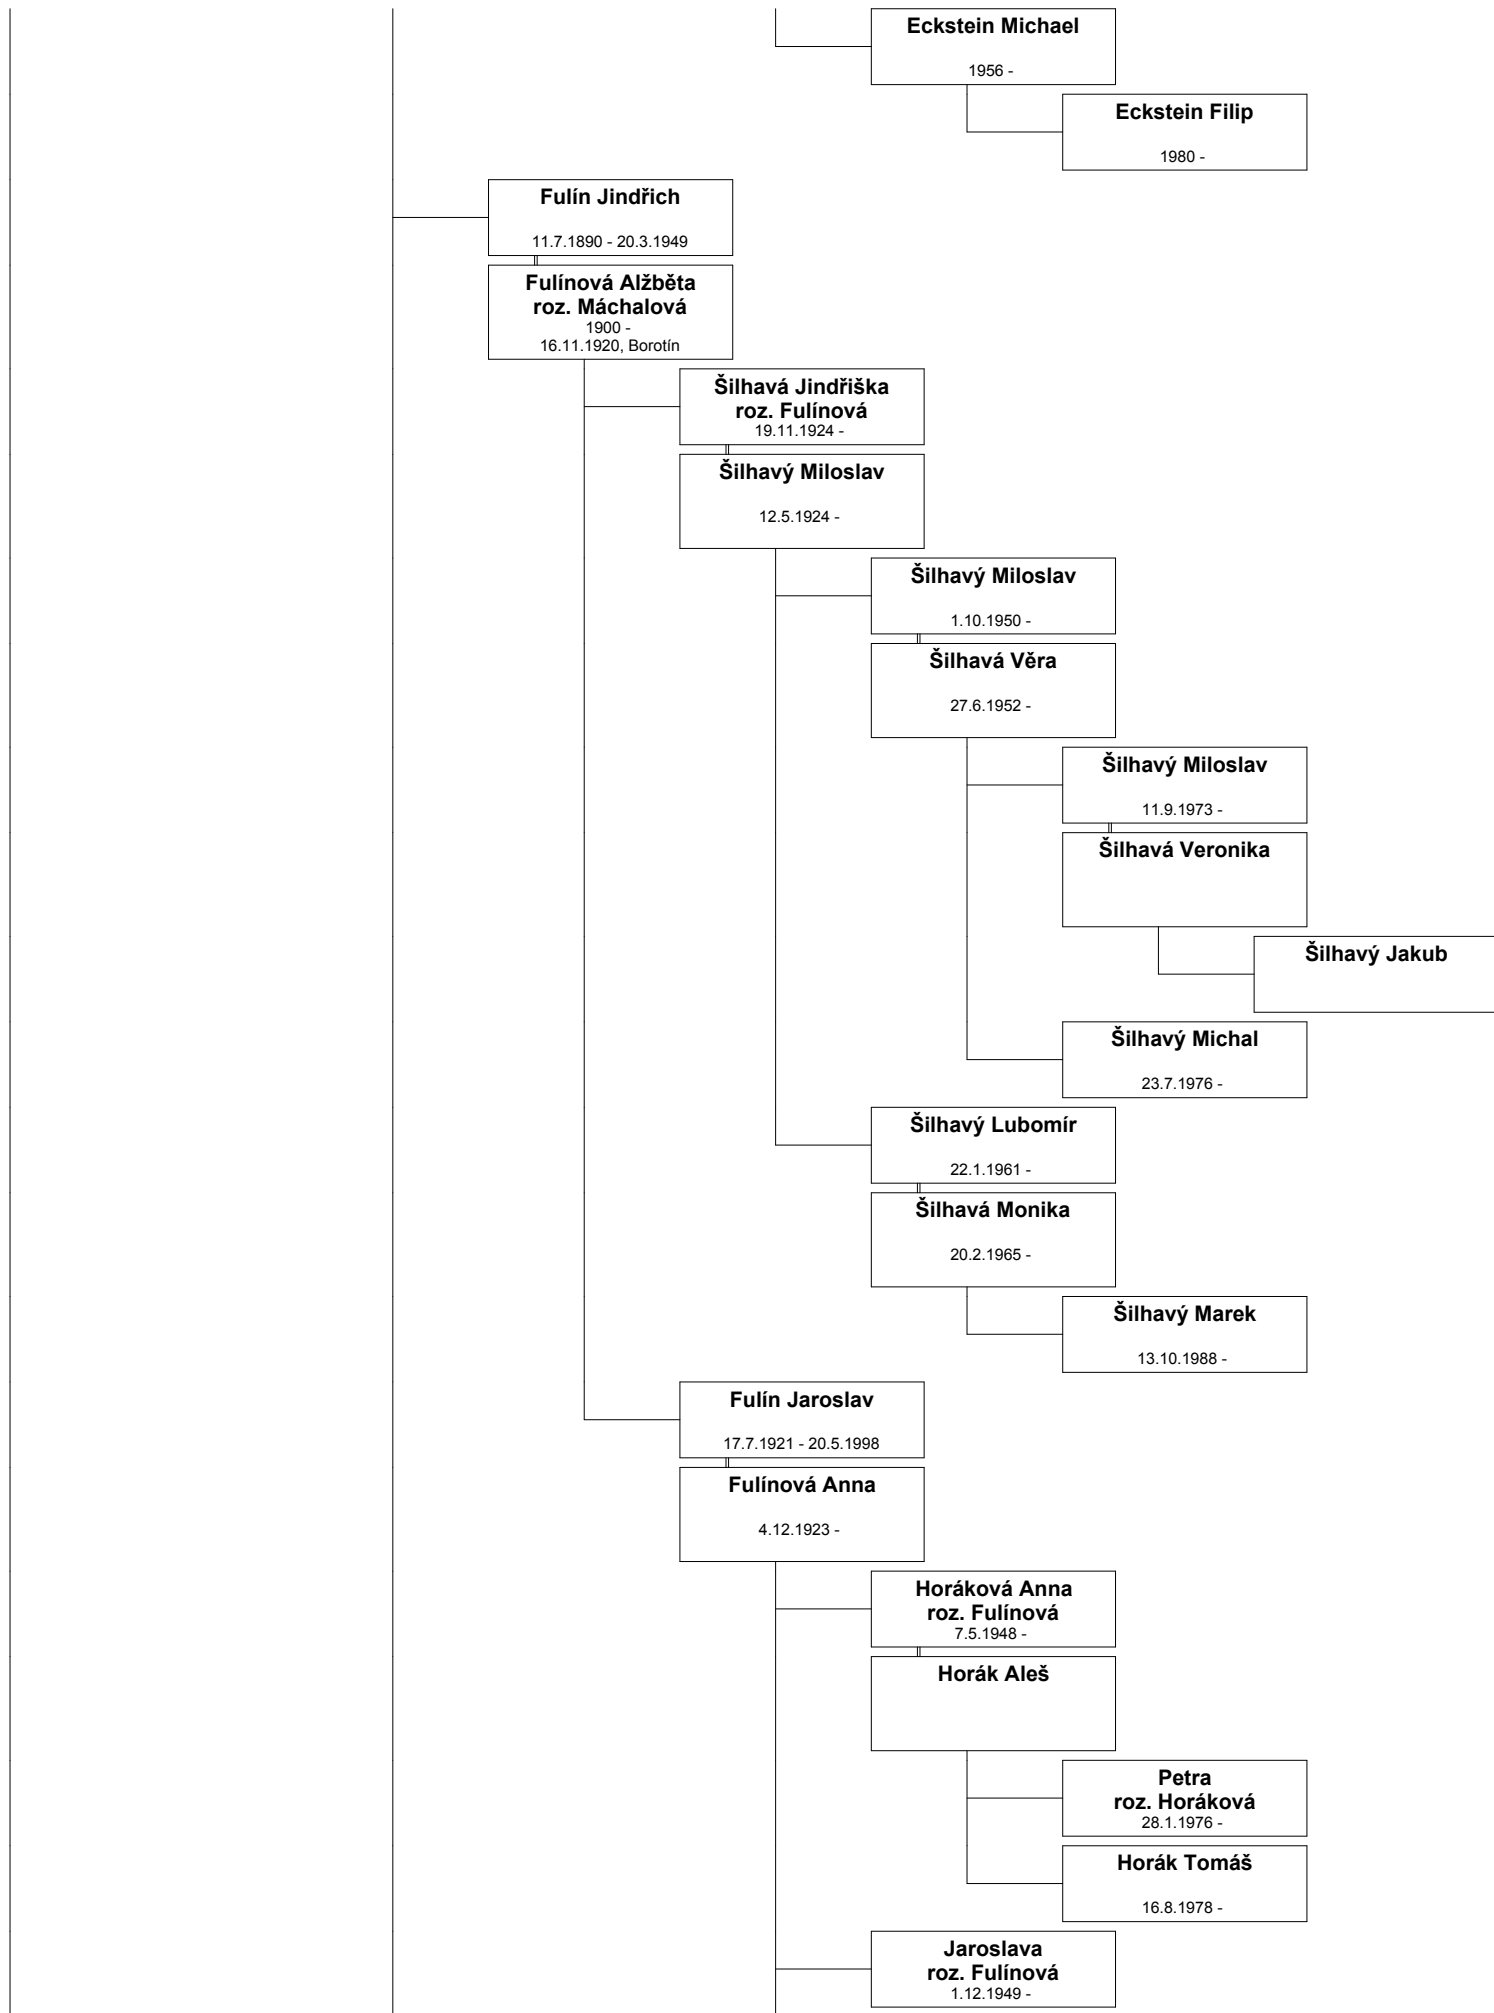 Eckstein Michael
1956 -
Eckstein Filip
1980 -
Fulín Jindřich
11.7.1890 - 20.3.1949
Fulínová Alžběta
roz. Máchalová
1900 -
16.11.1920, Borotín
Šilhavá Jindřiška
roz. Fulínová
19.11.1924 -
Šilhavý Miloslav
12.5.1924 -
Šilhavý Miloslav
1.10.1950 -
Šilhavá Věra
27.6.1952 -
Šilhavý Miloslav
11.9.1973 -
Šilhavá Veronika
Šilhavý Jakub
Šilhavý Michal
23.7.1976 -
Šilhavý Lubomír
22.1.1961 -
Šilhavá Monika
20.2.1965 -
Šilhavý Marek
13.10.1988 -
Fulín Jaroslav
17.7.1921 - 20.5.1998
Fulínová Anna
4.12.1923 -
Horáková Anna
roz. Fulínová
7.5.1948 -
Horák Aleš
Petra
roz. Horáková
28.1.1976 -
Horák Tomáš
16.8.1978 -
Jaroslava
roz. Fulínová
1.12.1949 -